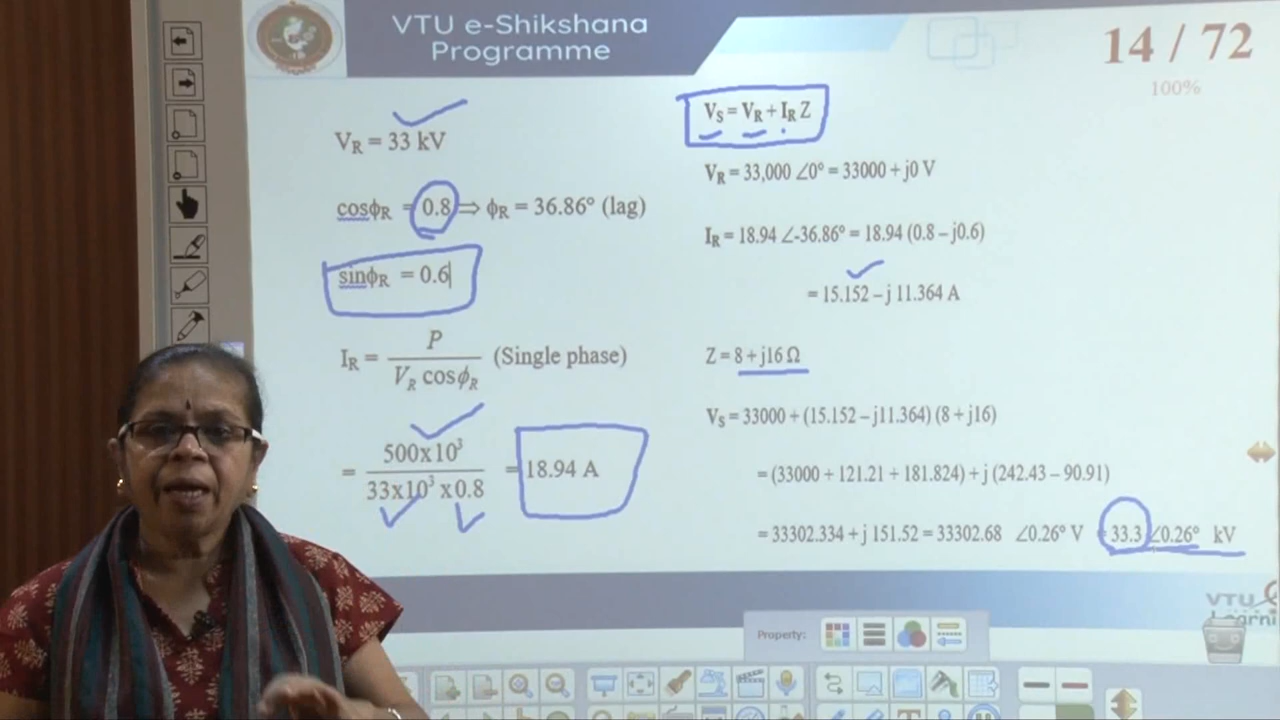 VTU e-Shikshana
Programme
14 / 72
100%
V_R = 33 kV
cosϕ_R = 0.8 ⇒ ϕ_R = 36.86° (lag)
sinϕ_R = 0.6
I_R = P / V_R cosϕ_R (Single phase)
= 500x10³ / 33x10³ x0.8 = 18.94 A
V_S = V_R + I_R Z
V_R = 33,000 ∠0° = 33000 + j0 V
I_R = 18.94 ∠-36.86° = 18.94 (0.8 – j0.6)
= 15.152 – j 11.364 A
Z = 8 + j16 Ω
V_S = 33000 + (15.152 – j11.364) (8 + j16)
= (33000 + 121.21 + 181.824) + j (242.43 – 90.91)
= 33302.334 + j 151.52 = 33302.68 ∠0.26° V = 33.3 ∠0.26° kV
VTU
Property: